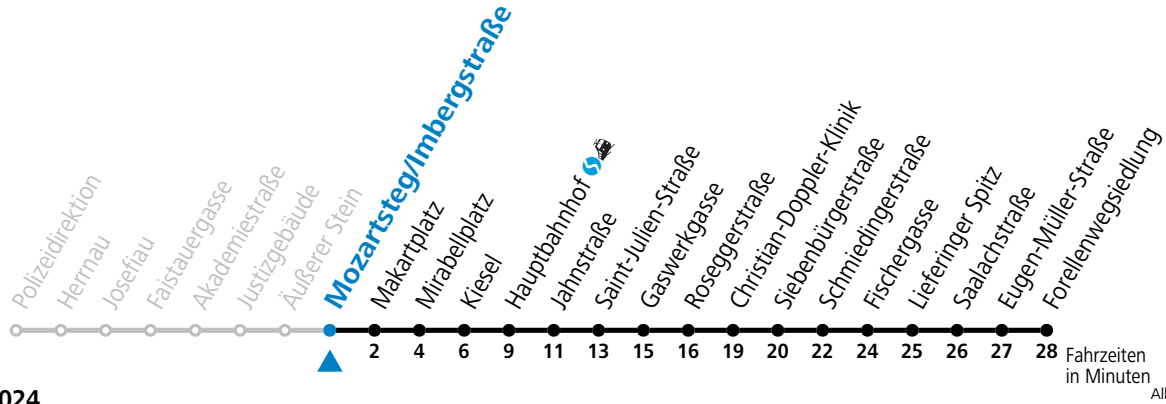 Polizeidirektion
Herrnau
Josefiau
Faistauergasse
Akademiestraße
Justizgebäude
Äußerer Stein
Mozartsteg/Imbergstraße
Makartplatz
Mirabellplatz
Kiesel
Hauptbahnhof S
Jahnstraße
Saint-Julien-Straße
Gaswerkgasse
Roseggerstraße
Christian-Doppler-Klinik
Siebenbürgerstraße
Schmiedingerstraße
Fischergasse
Lieferinger Spitz
Saalachstraße
Eugen-Müller-Straße
Forellenwegsiedlung
2 4 6 9 11 13 15 16 19 20 22 24 25 26 27 28 Fahrzeiten
in Minuten
024
All